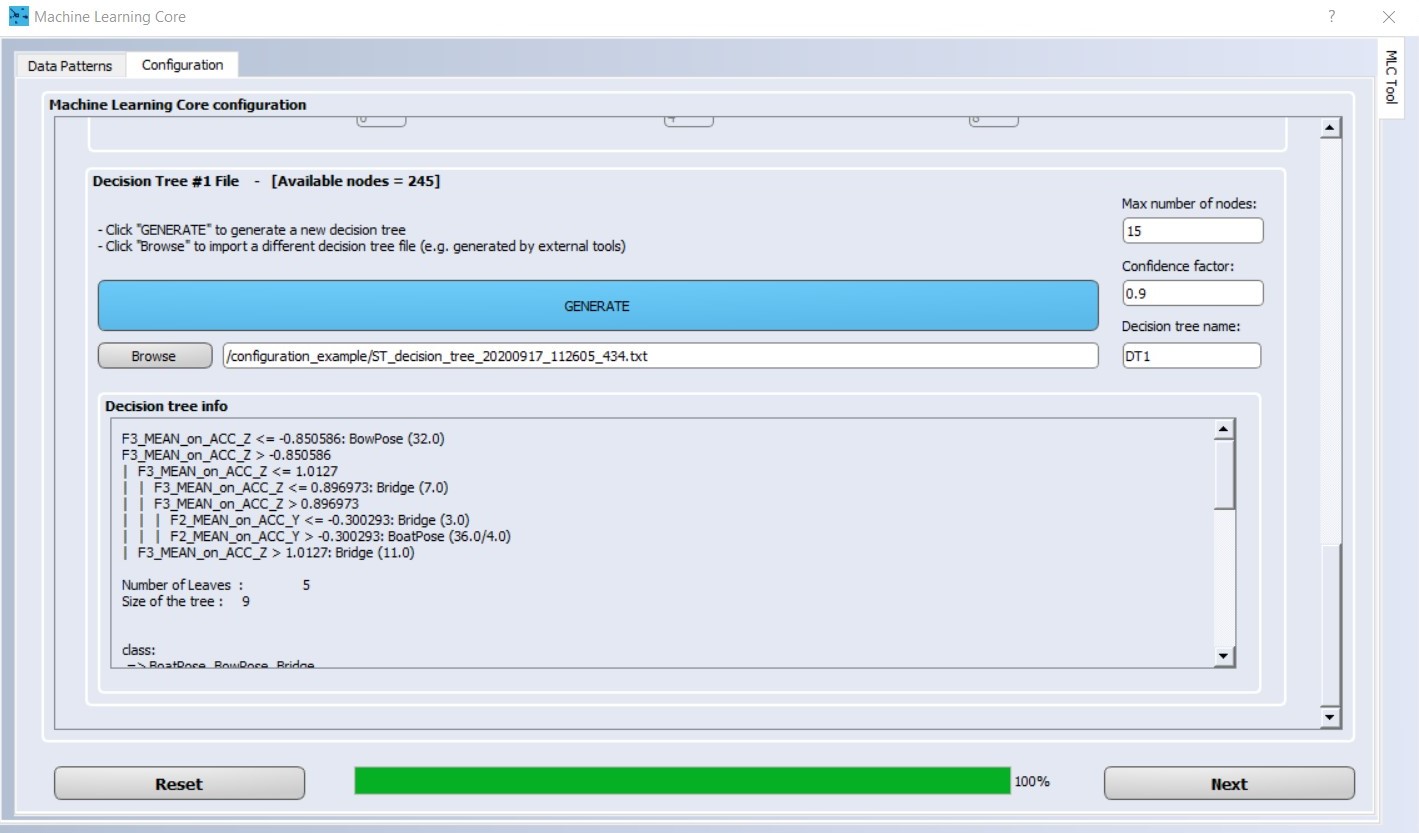 Machine Learning Core
?
MLC Tool
Data Patterns
Configuration
Machine Learning Core configuration
Decision Tree #1 File - [Available nodes = 245]
- Click "GENERATE" to generate a new decision tree
- Click "Browse" to import a different decision tree file (e.g. generated by external tools)
Max number of nodes:
15
Confidence factor:
0.9
GENERATE
Decision tree name:
DT1
Browse
/configuration_example/ST_decision_tree_20200917_112605_434.txt
Decision tree info
F3_MEAN_on_ACC_Z <= -0.850586: BowPose (32.0)
F3_MEAN_on_ACC_Z > -0.850586
| F3_MEAN_on_ACC_Z <= 1.0127
| | F3_MEAN_on_ACC_Z <= 0.896973: Bridge (7.0)
| | F3_MEAN_on_ACC_Z > 0.896973
| | | F2_MEAN_on_ACC_Y <= -0.300293: Bridge (3.0)
| | | F2_MEAN_on_ACC_Y > -0.300293: BoatPose (36.0/4.0)
| F3_MEAN_on_ACC_Z > 1.0127: Bridge (11.0)
Number of Leaves : 5
Size of the tree : 9
class:
=> BoatPose, BowPose, Bridge
Reset
100%
Next